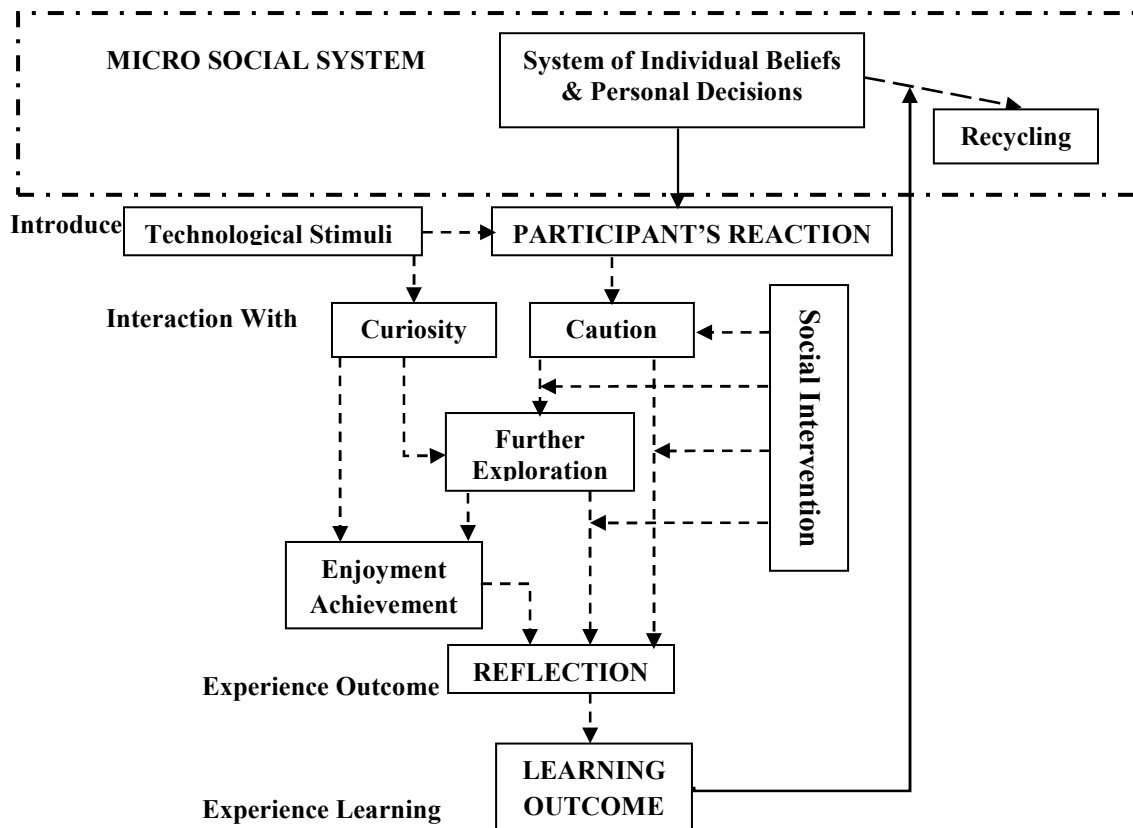 MICRO SOCIAL SYSTEM
System of Individual Beliefs
& Personal Decisions
Recycling
Introduce
Technological Stimuli
PARTICIPANT’S REACTION
Interaction With
Curiosity
Caution
Social Intervention
Further
Exploration
Enjoyment
Achievement
Experience Outcome
REFLECTION
LEARNING
OUTCOME
Experience Learning